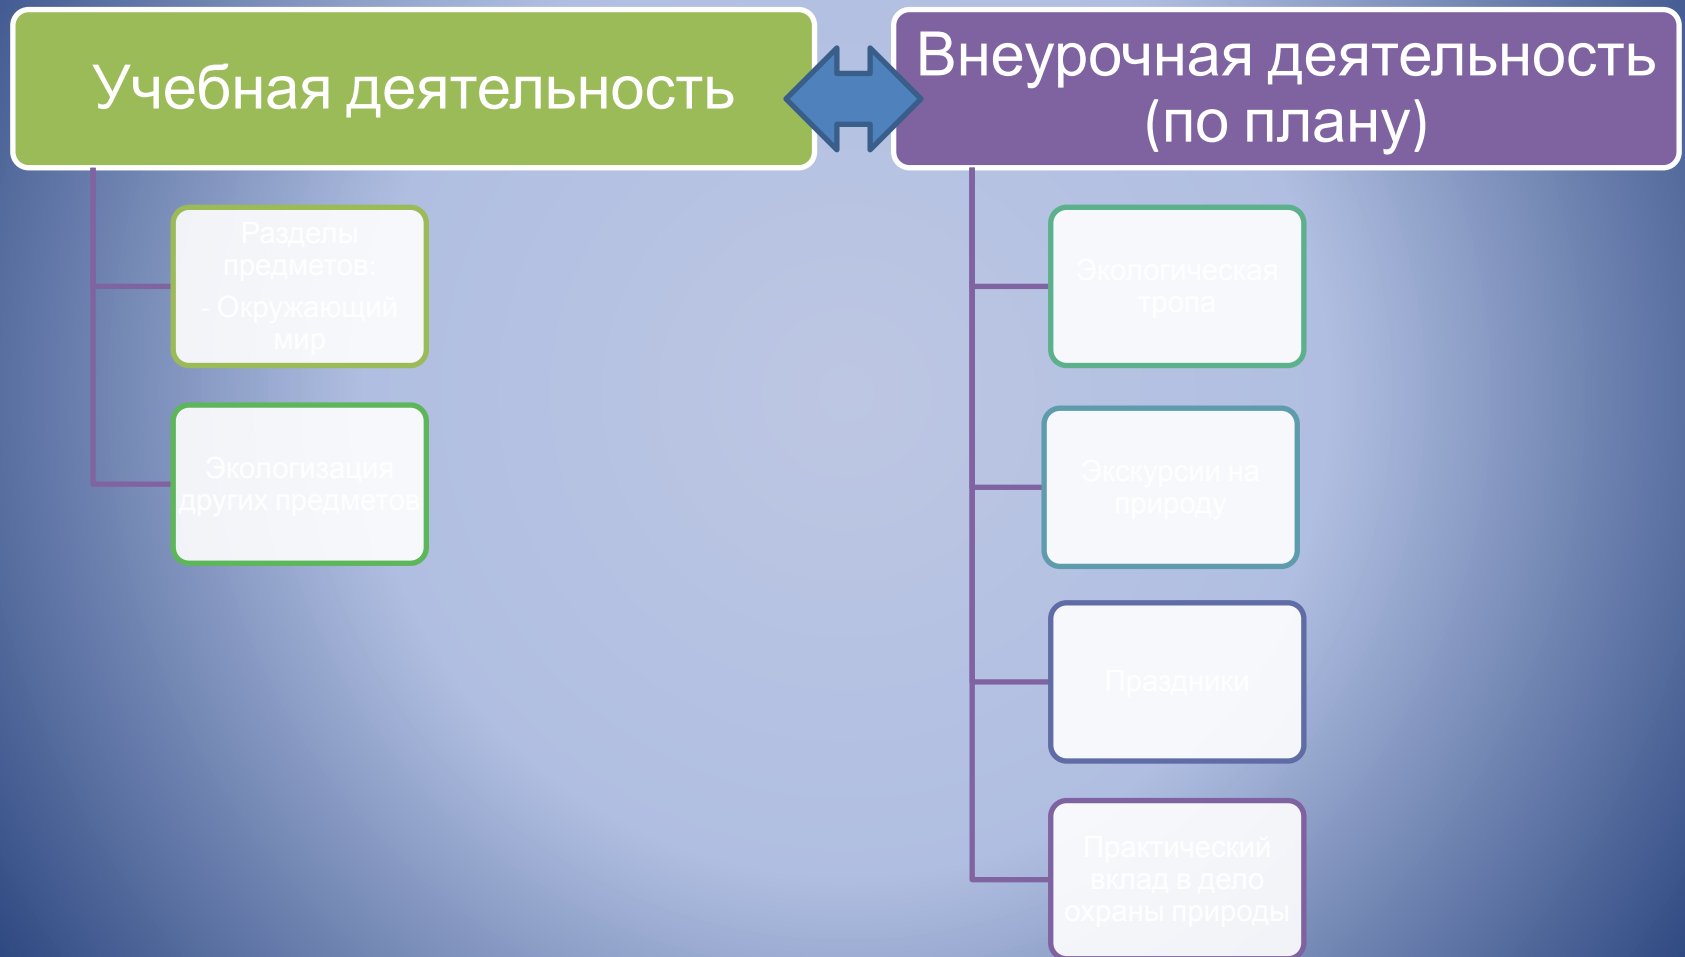 Учебная деятельность
Внеурочная деятельность
(по плану)
Разделы
предметов:
- Окружающий
мир
Экологизация
других предметов
Экологическая
тропа
Экскурсии на
природу
Праздники
Практический
вклад в дело
охраны природы